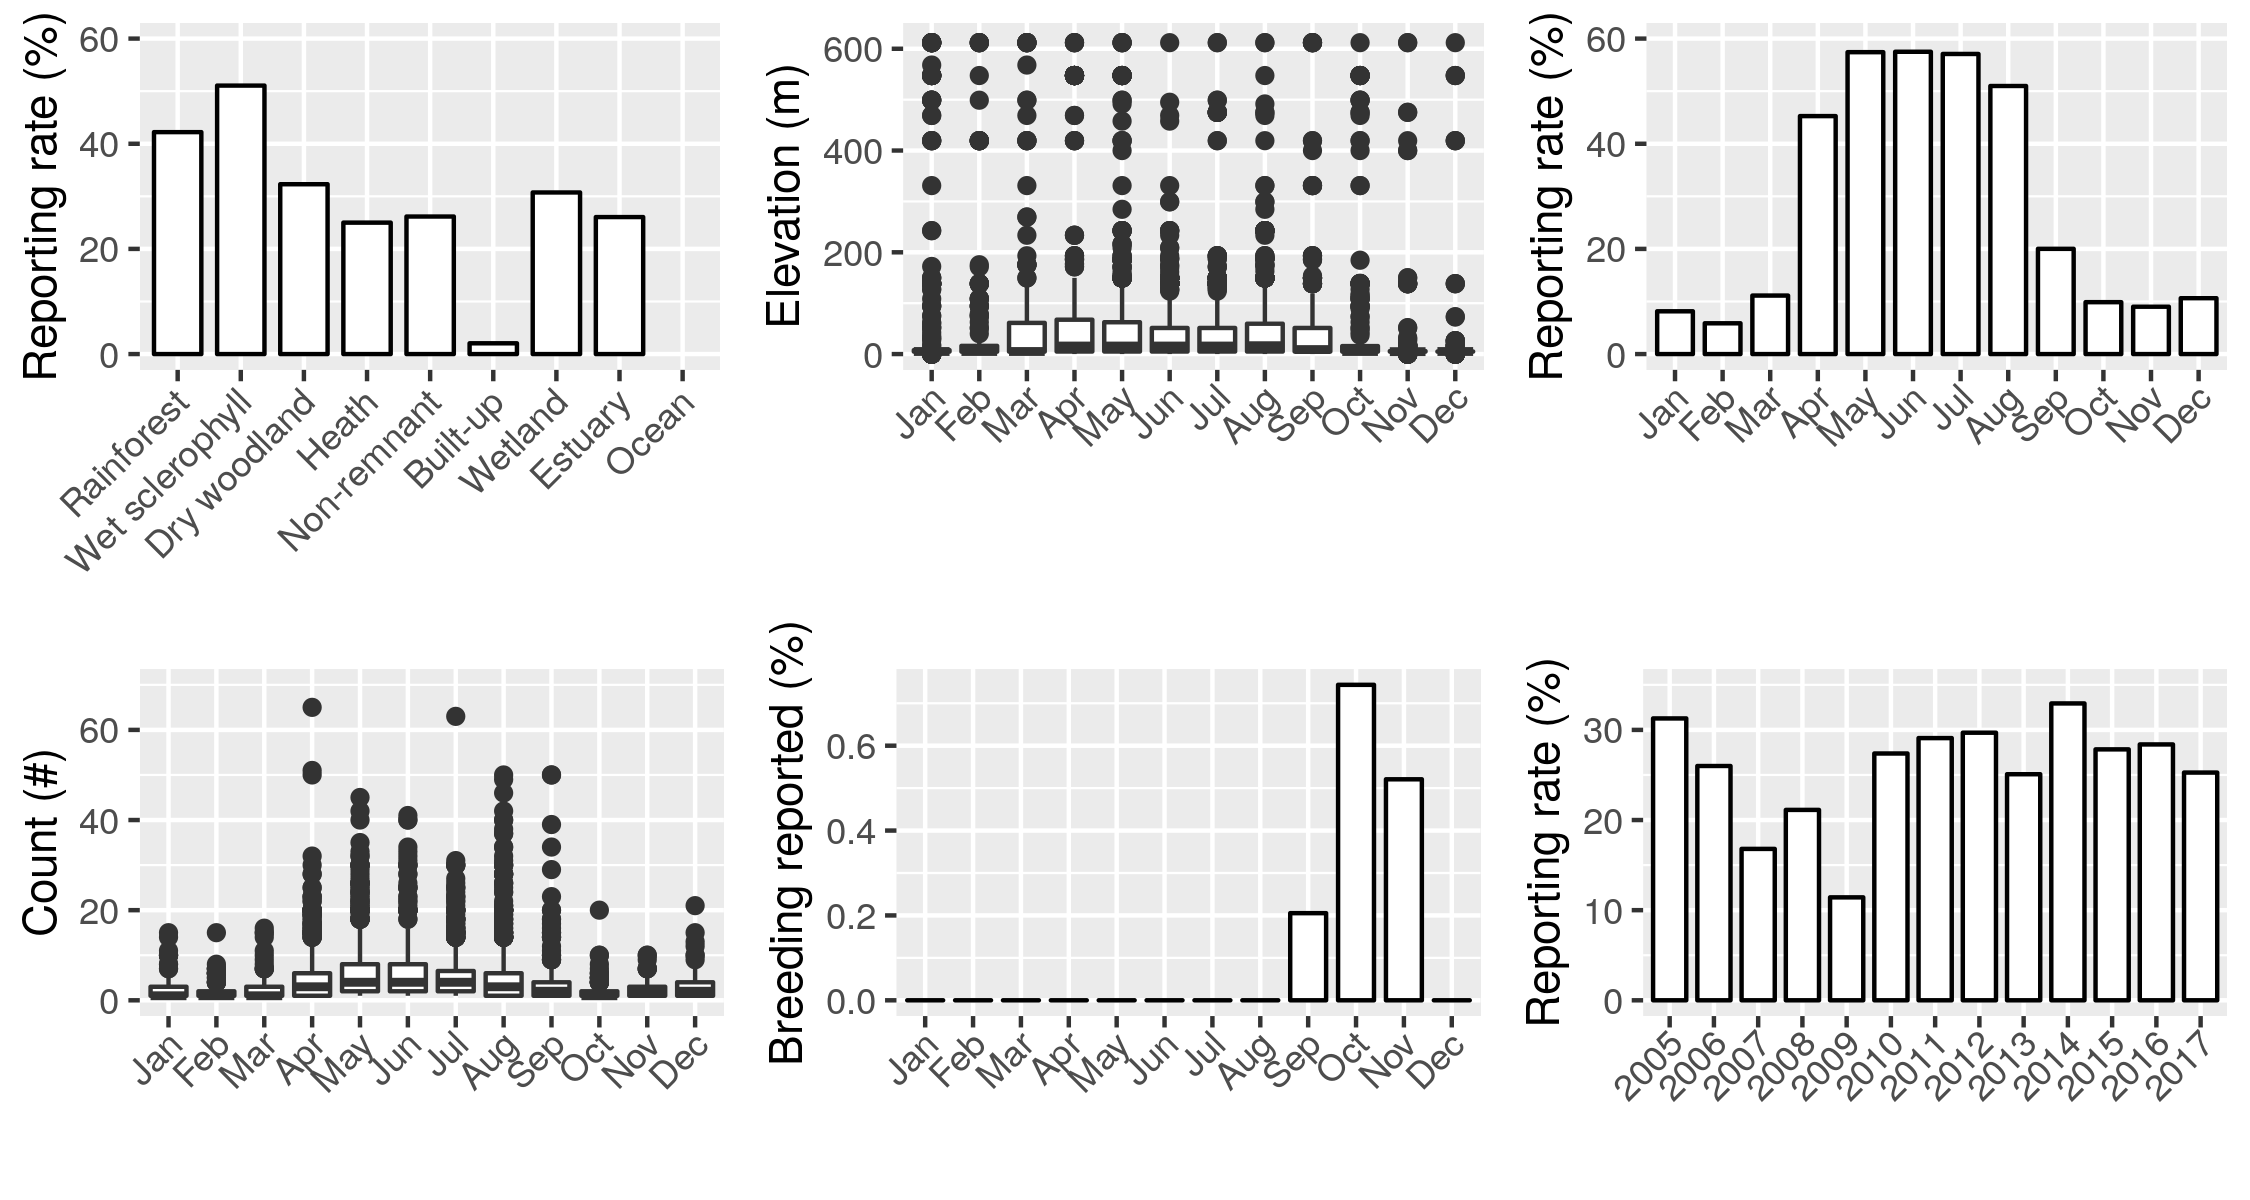 Reporting rate (%)
60
40
20
0
Rainforest
Wet sclerophyll
Dry woodland
Heath
Non-remnant
Built-up
Wetland
Estuary
Ocean
Elevation (m)
600
400
200
0
Jan
Feb
Mar
Apr
May
Jun
Jul
Aug
Sep
Oct
Nov
Dec
Reporting rate (%)
60
40
20
0
Jan
Feb
Mar
Apr
May
Jun
Jul
Aug
Sep
Oct
Nov
Dec
Count (#)
60
40
20
0
Jan
Feb
Mar
Apr
May
Jun
Jul
Aug
Sep
Oct
Nov
Dec
Breeding reported (%)
0.6
0.4
0.2
0.0
Jan
Feb
Mar
Apr
May
Jun
Jul
Aug
Sep
Oct
Nov
Dec
Reporting rate (%)
30
20
10
0
2005
2006
2007
2008
2009
2010
2011
2012
2013
2014
2015
2016
2017